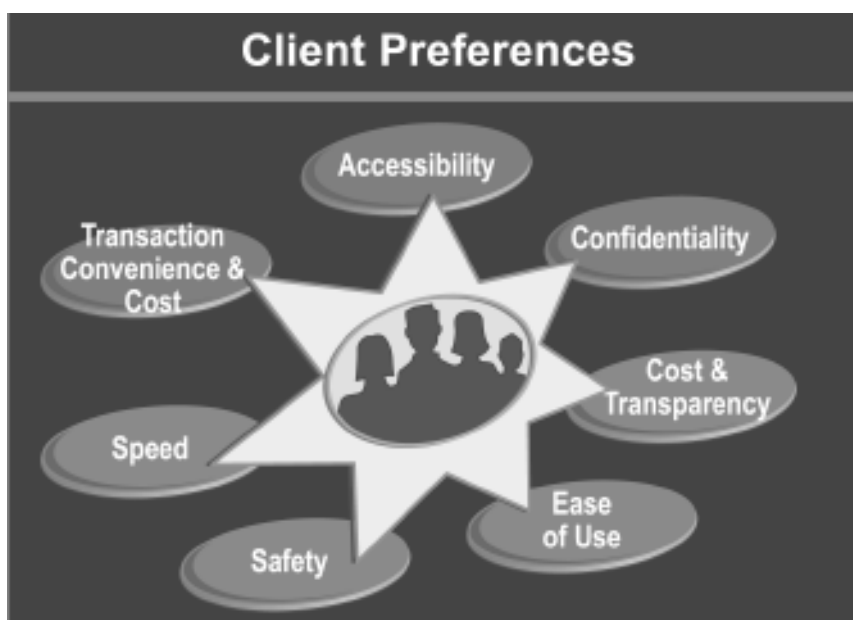 Client Preferences
Accessibility
Confidentiality
Cost &
Transparency
Ease
of Use
Safety
Speed
Transaction
Convenience &
Cost